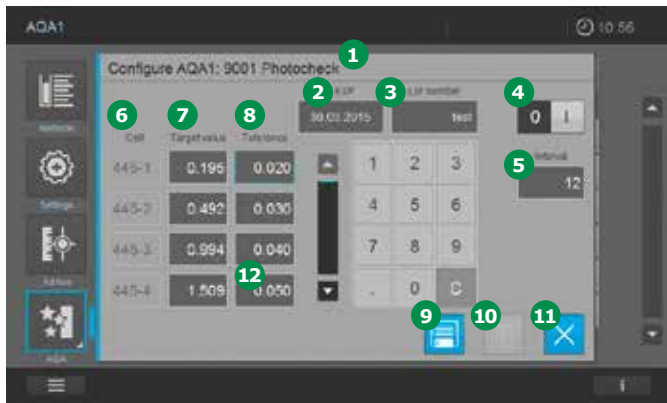 AQA1
10:56
Configure AQA1: 9001 Photocheck
1
2
3
4
number
30.03.2015
test
0 I
6
7
8
Cell
Target value
Tolerance
5
Interval
12
445-1 0.195 0.020
445-2 0.492 0.030
445-3 0.994 0.040
445-4 1.509 0.050
12
1 2 3
4 5 6
7 8 9
. 0 C
9
10
11
Settings
AQA
i